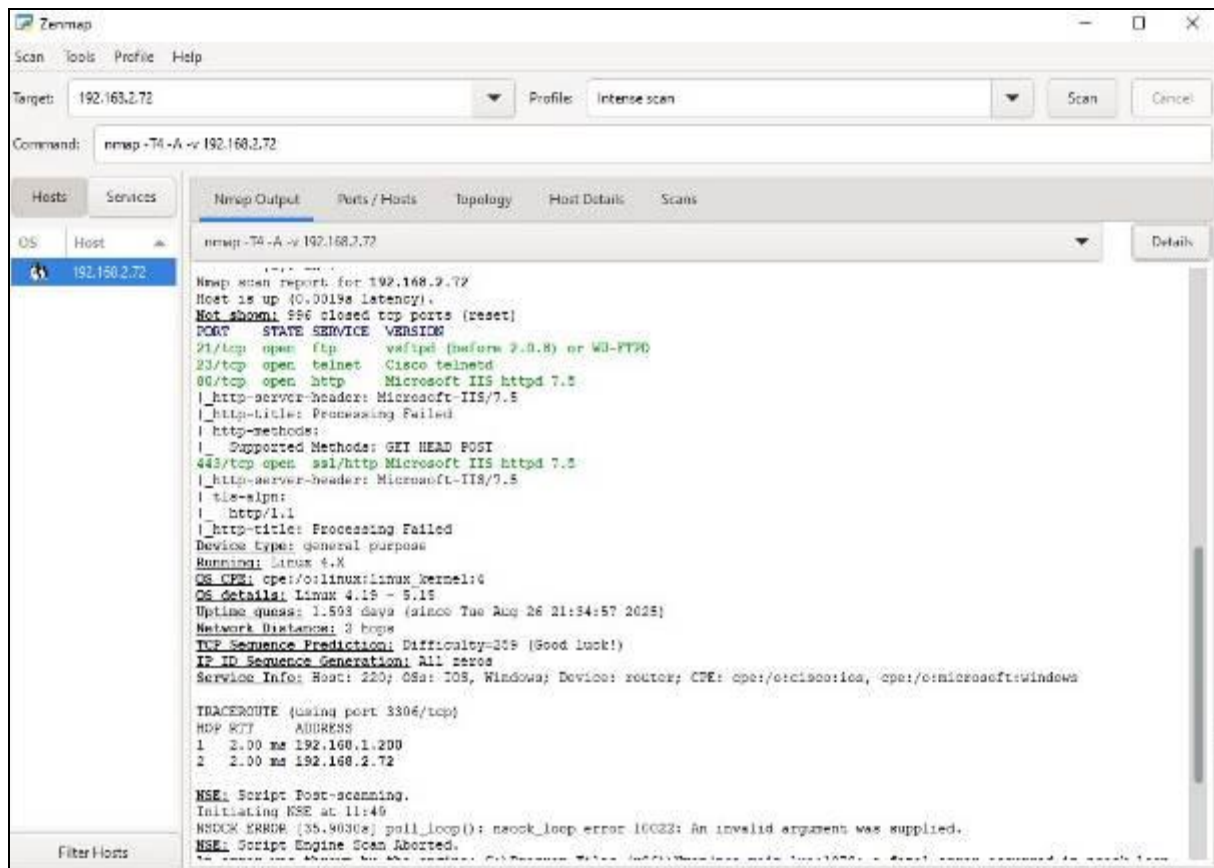 Zenmap
Scan Tools Profile Help
Target: 192.168.2.72 Profile: Intense scan Scan Cancel
Command: nmap -T4 -A -v 192.168.2.72
Hosts Services Nmap Output Ports / Hosts Topology Host Details Scans
OS Host nmap -T4 -A -v 192.168.2.72 Details
192.168.2.72
Nmap scan report for 192.168.2.72
Host is up (0.0019s latency).
Not shown: 996 closed tcp ports (reset)
PORT STATE SERVICE VERSION
21/tcp open ftp vsftpd (before 2.0.8) or WU-FTPD
23/tcp open telnet Cisco telnetd
80/tcp open http Microsoft IIS httpd 7.5
|_http-server-header: Microsoft-IIS/7.5
|_http-title: Processing Failed
| http-methods:
|_ Supported Methods: GET HEAD POST
443/tcp open ssl/http Microsoft IIS httpd 7.5
|_http-server-header: Microsoft-IIS/7.5
| tls-alpn:
|_ http/1.1
|_http-title: Processing Failed
Device type: general purpose
Running: Linux 4.X
OS CPE: cpe:/o:linux:linux_kernel:4
OS details: Linux 4.19 - 5.15
Uptime guess: 1.593 days (since Tue Aug 26 21:34:57 2025)
Network Distance: 2 hops
TCP Sequence Prediction: Difficulty=259 (Good luck!)
IP ID Sequence Generation: All zeros
Service Info: Host: 220; OSs: IOS, Windows; Device: router; CPE: cpe:/o:cisco:ios, cpe:/o:microsoft:windows
TRACEROUTE (using port 3306/tcp)
HOP RTT ADDRESS
1 2.00 ms 192.168.1.200
2 2.00 ms 192.168.2.72
NSE: Script Post-scanning.
Initiating NSE at 11:49
NSOCK ERROR [35.9030s] poll_loop(): nsock_loop error 10022: An invalid argument was supplied.
NSE: Script Engine Scan Aborted.
Filter Hosts